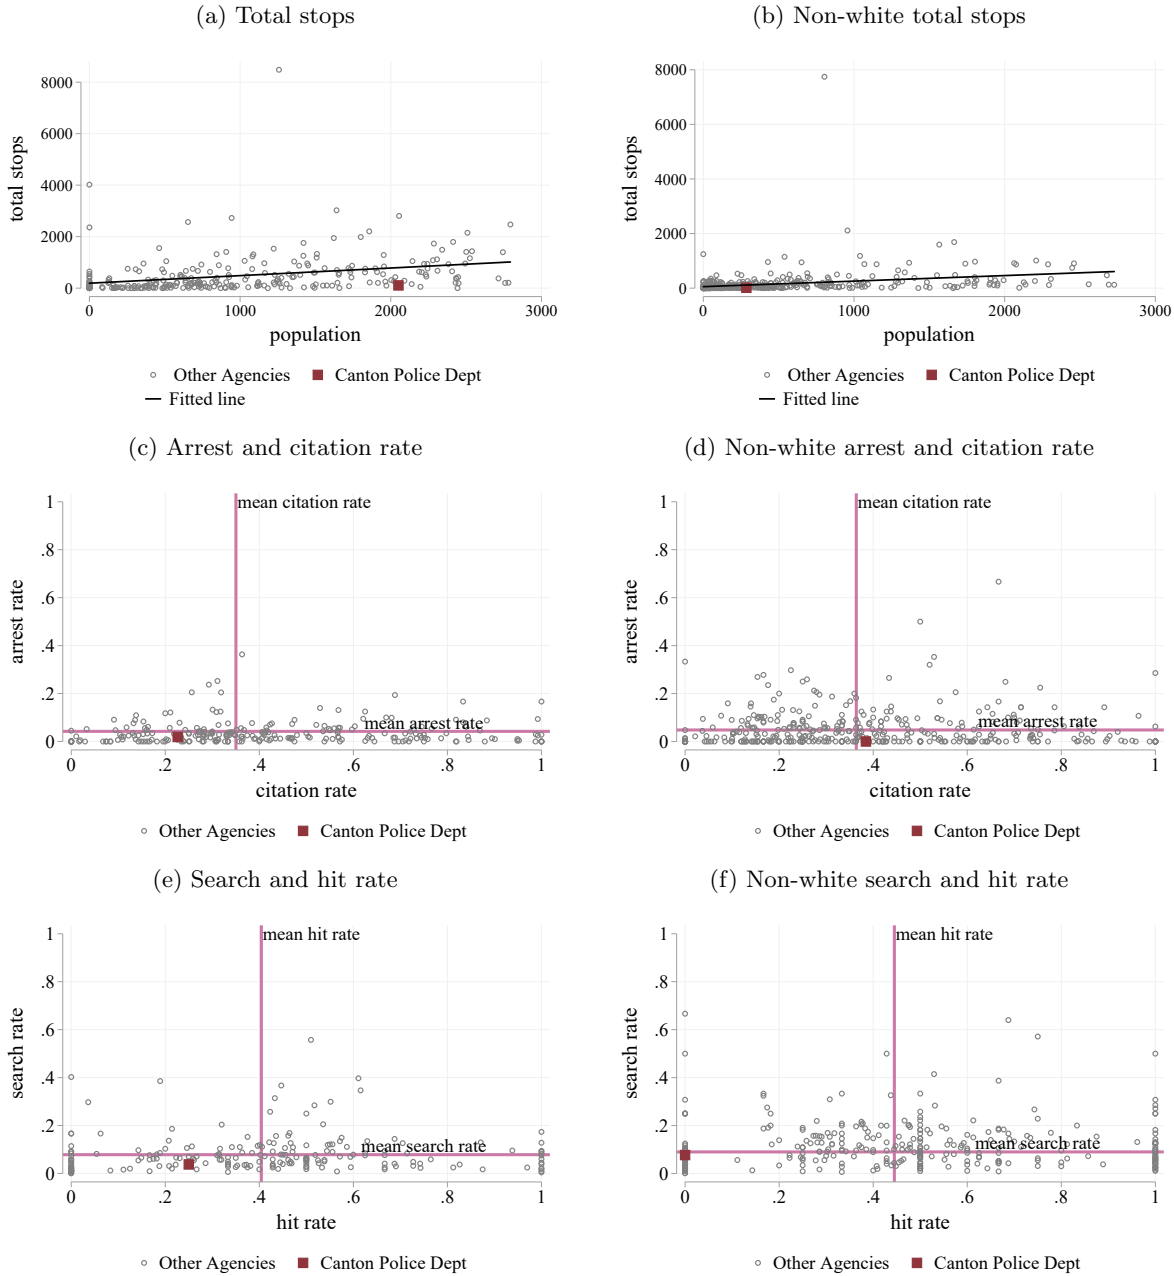 (a) Total stops
(b) Non-white total stops
8000
6000
4000
2000
0
total stops
0 1000 2000 3000
population
Other Agencies Canton Police Dept
Fitted line
8000
6000
4000
2000
0
total stops
0 1000 2000 3000
population
Other Agencies Canton Police Dept
Fitted line
(c) Arrest and citation rate
(d) Non-white arrest and citation rate
1
.8
.6
.4
.2
0
arrest rate
mean citation rate
mean arrest rate
0 .2 .4 .6 .8 1
citation rate
Other Agencies Canton Police Dept
1
.8
.6
.4
.2
0
arrest rate
mean citation rate
mean arrest rate
0 .2 .4 .6 .8 1
citation rate
Other Agencies Canton Police Dept
(e) Search and hit rate
(f) Non-white search and hit rate
1
.8
.6
.4
.2
0
search rate
mean hit rate
mean search rate
0 .2 .4 .6 .8 1
hit rate
Other Agencies Canton Police Dept
1
.8
.6
.4
.2
0
search rate
mean hit rate
mean search rate
0 .2 .4 .6 .8 1
hit rate
Other Agencies Canton Police Dept